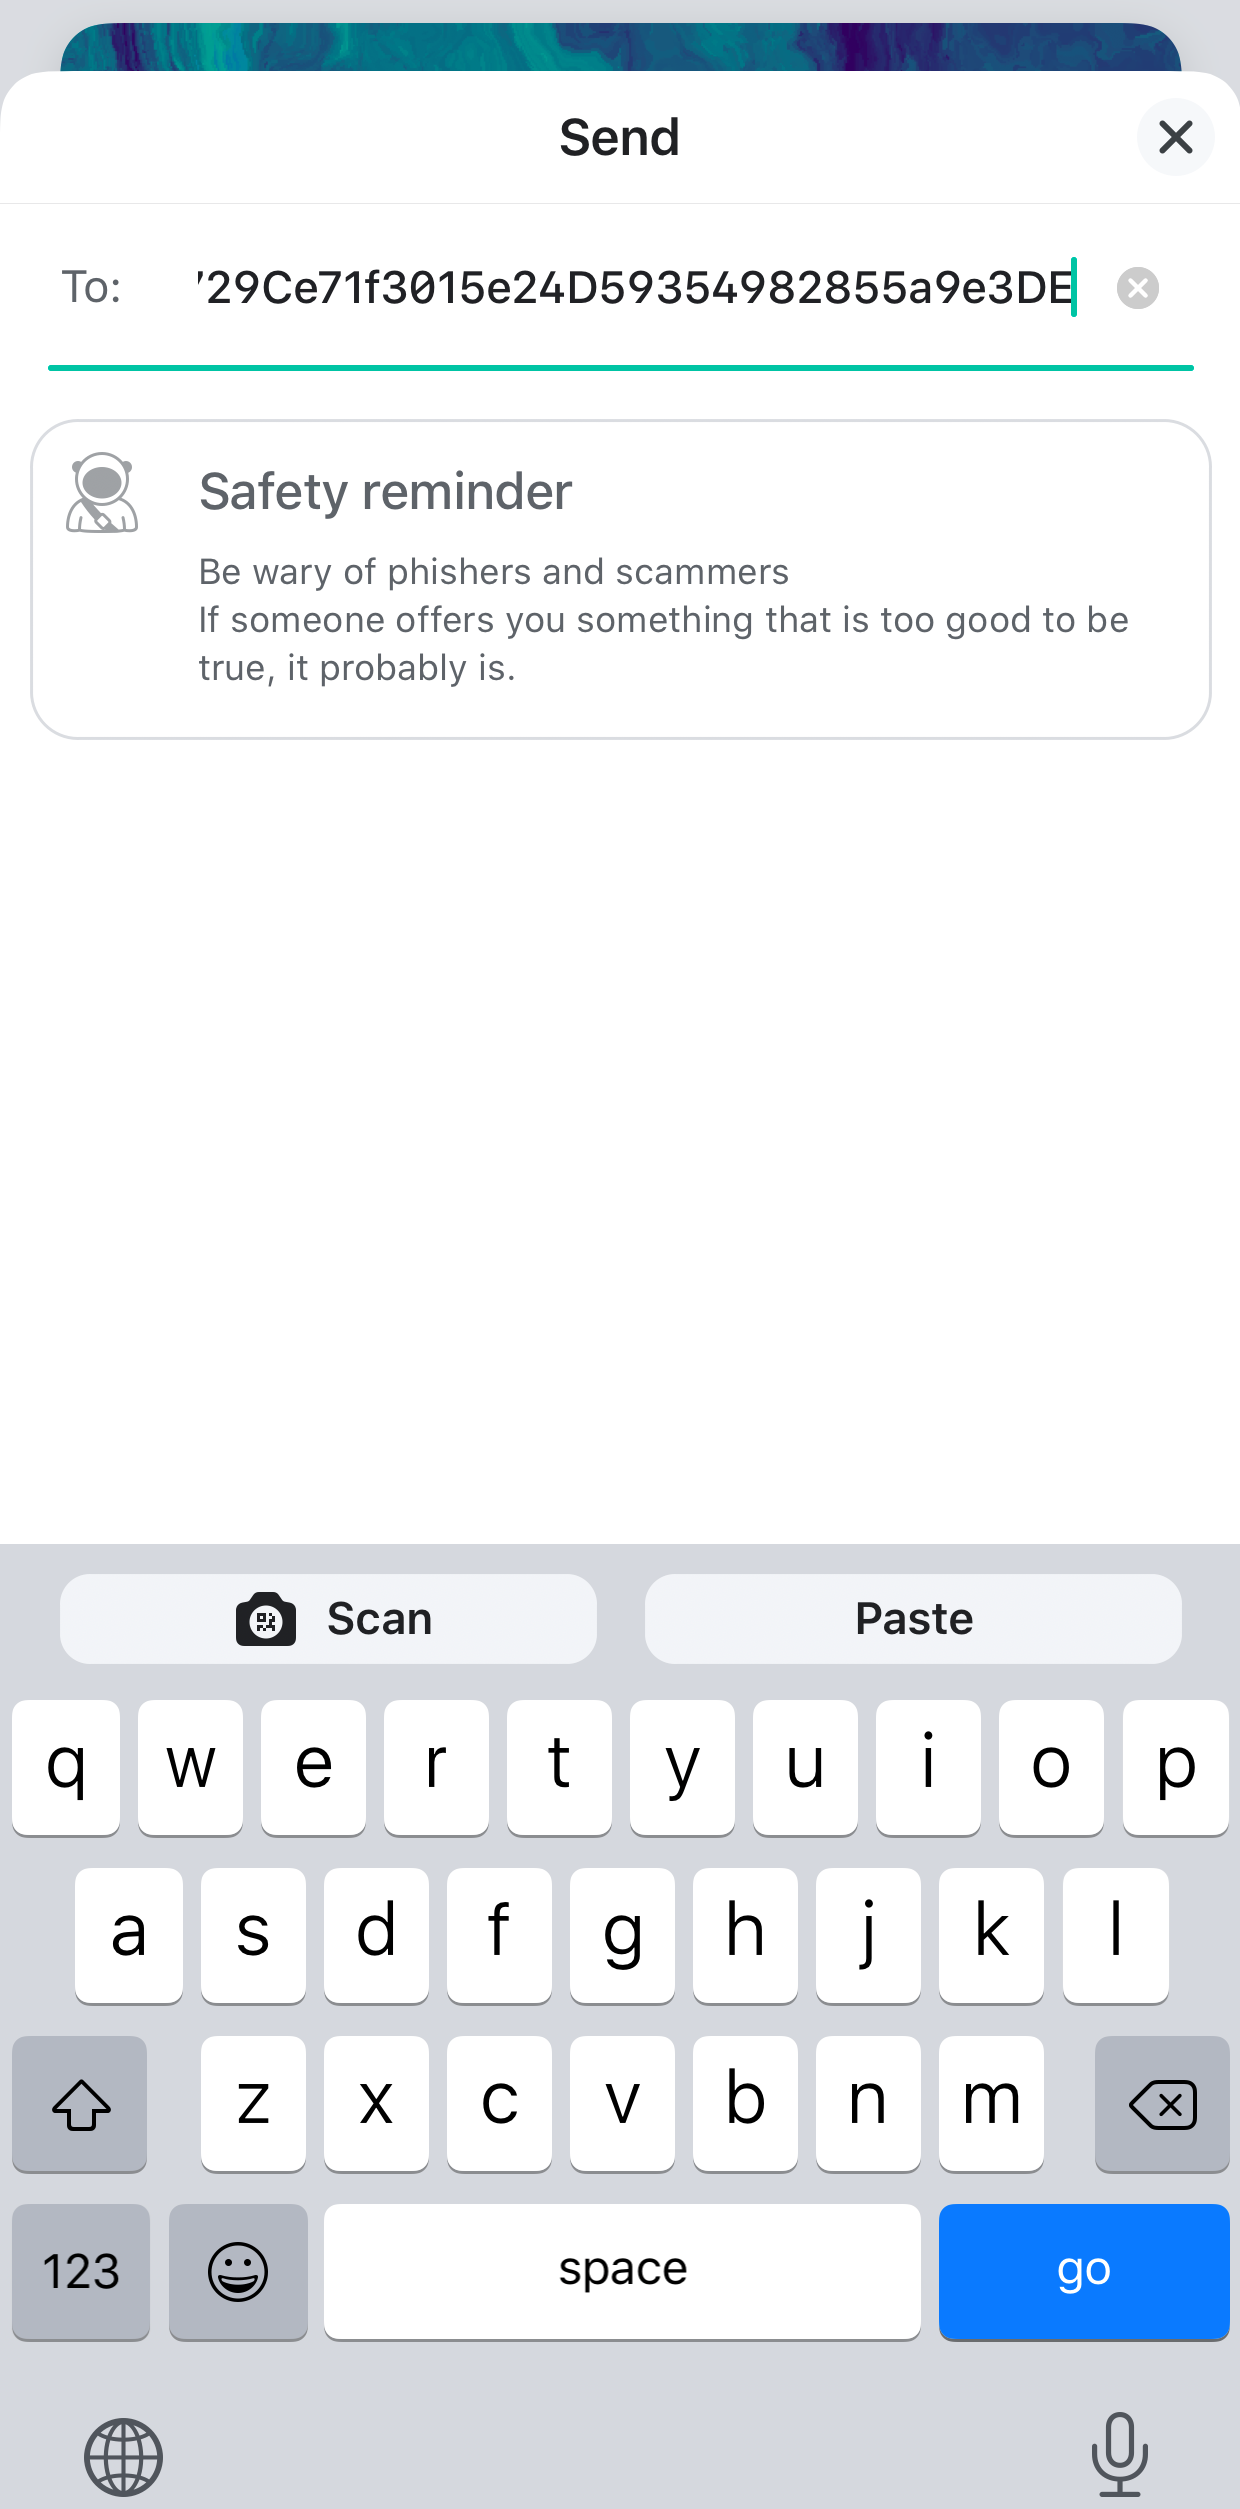 Send
To: 729Ce71f3015e24D59354982855a9e3DE
Safety reminder
Be wary of phishers and scammers
If someone offers you something that is too good to be
true, it probably is.
Scan Paste
q w e r t y u i o p
a s d f g h j k l
z x c v b n m
123 space go